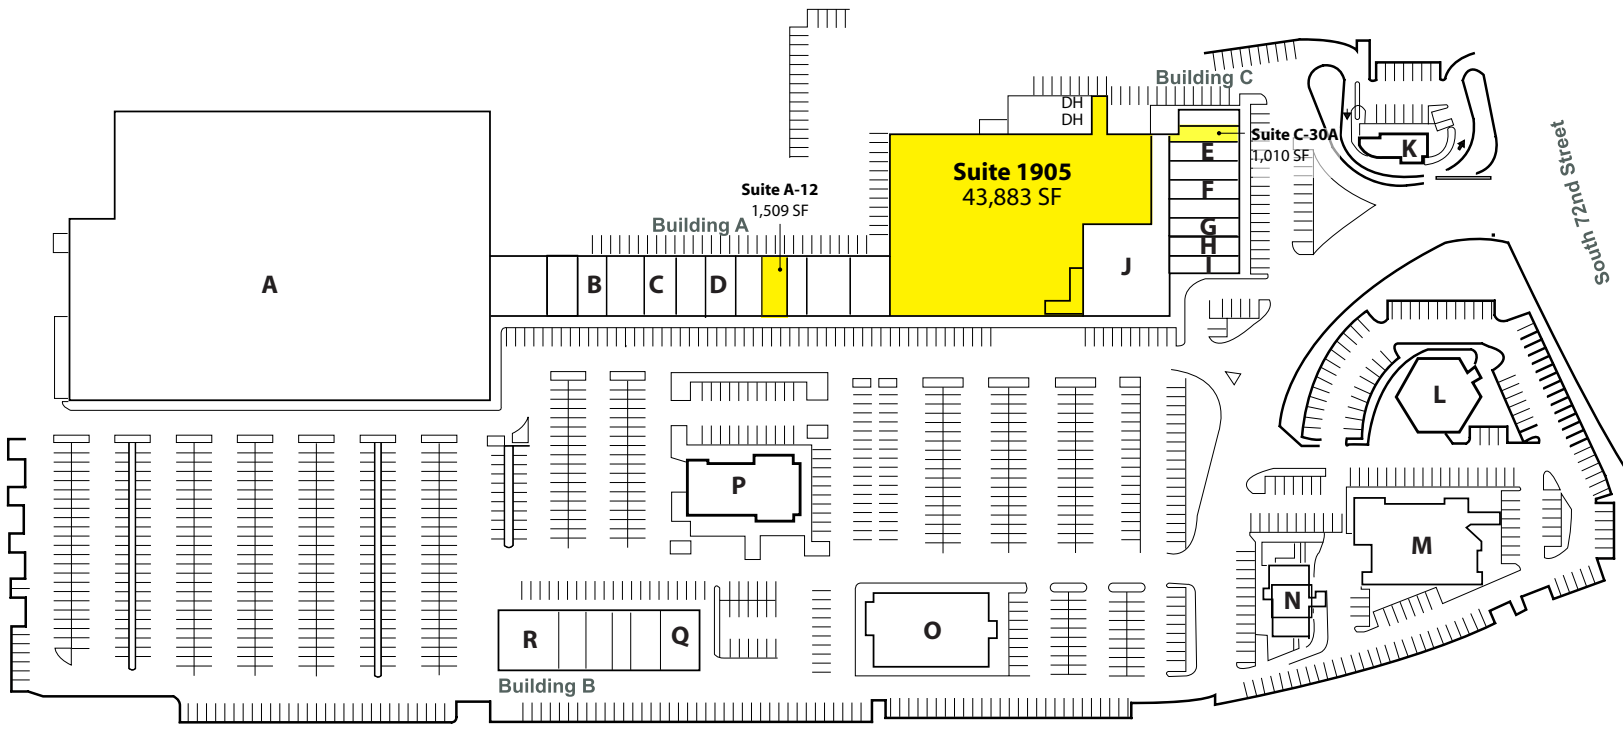 Building C
DH
DH
Suite C-30A
1,010 SF
K
South 72nd Street
E
Suite 1905
43,883 SF
F
Suite A-12
1,509 SF
Building A
G
H
I
J
A
B
C
D
L
P
M
N
R
Q
O
Building B